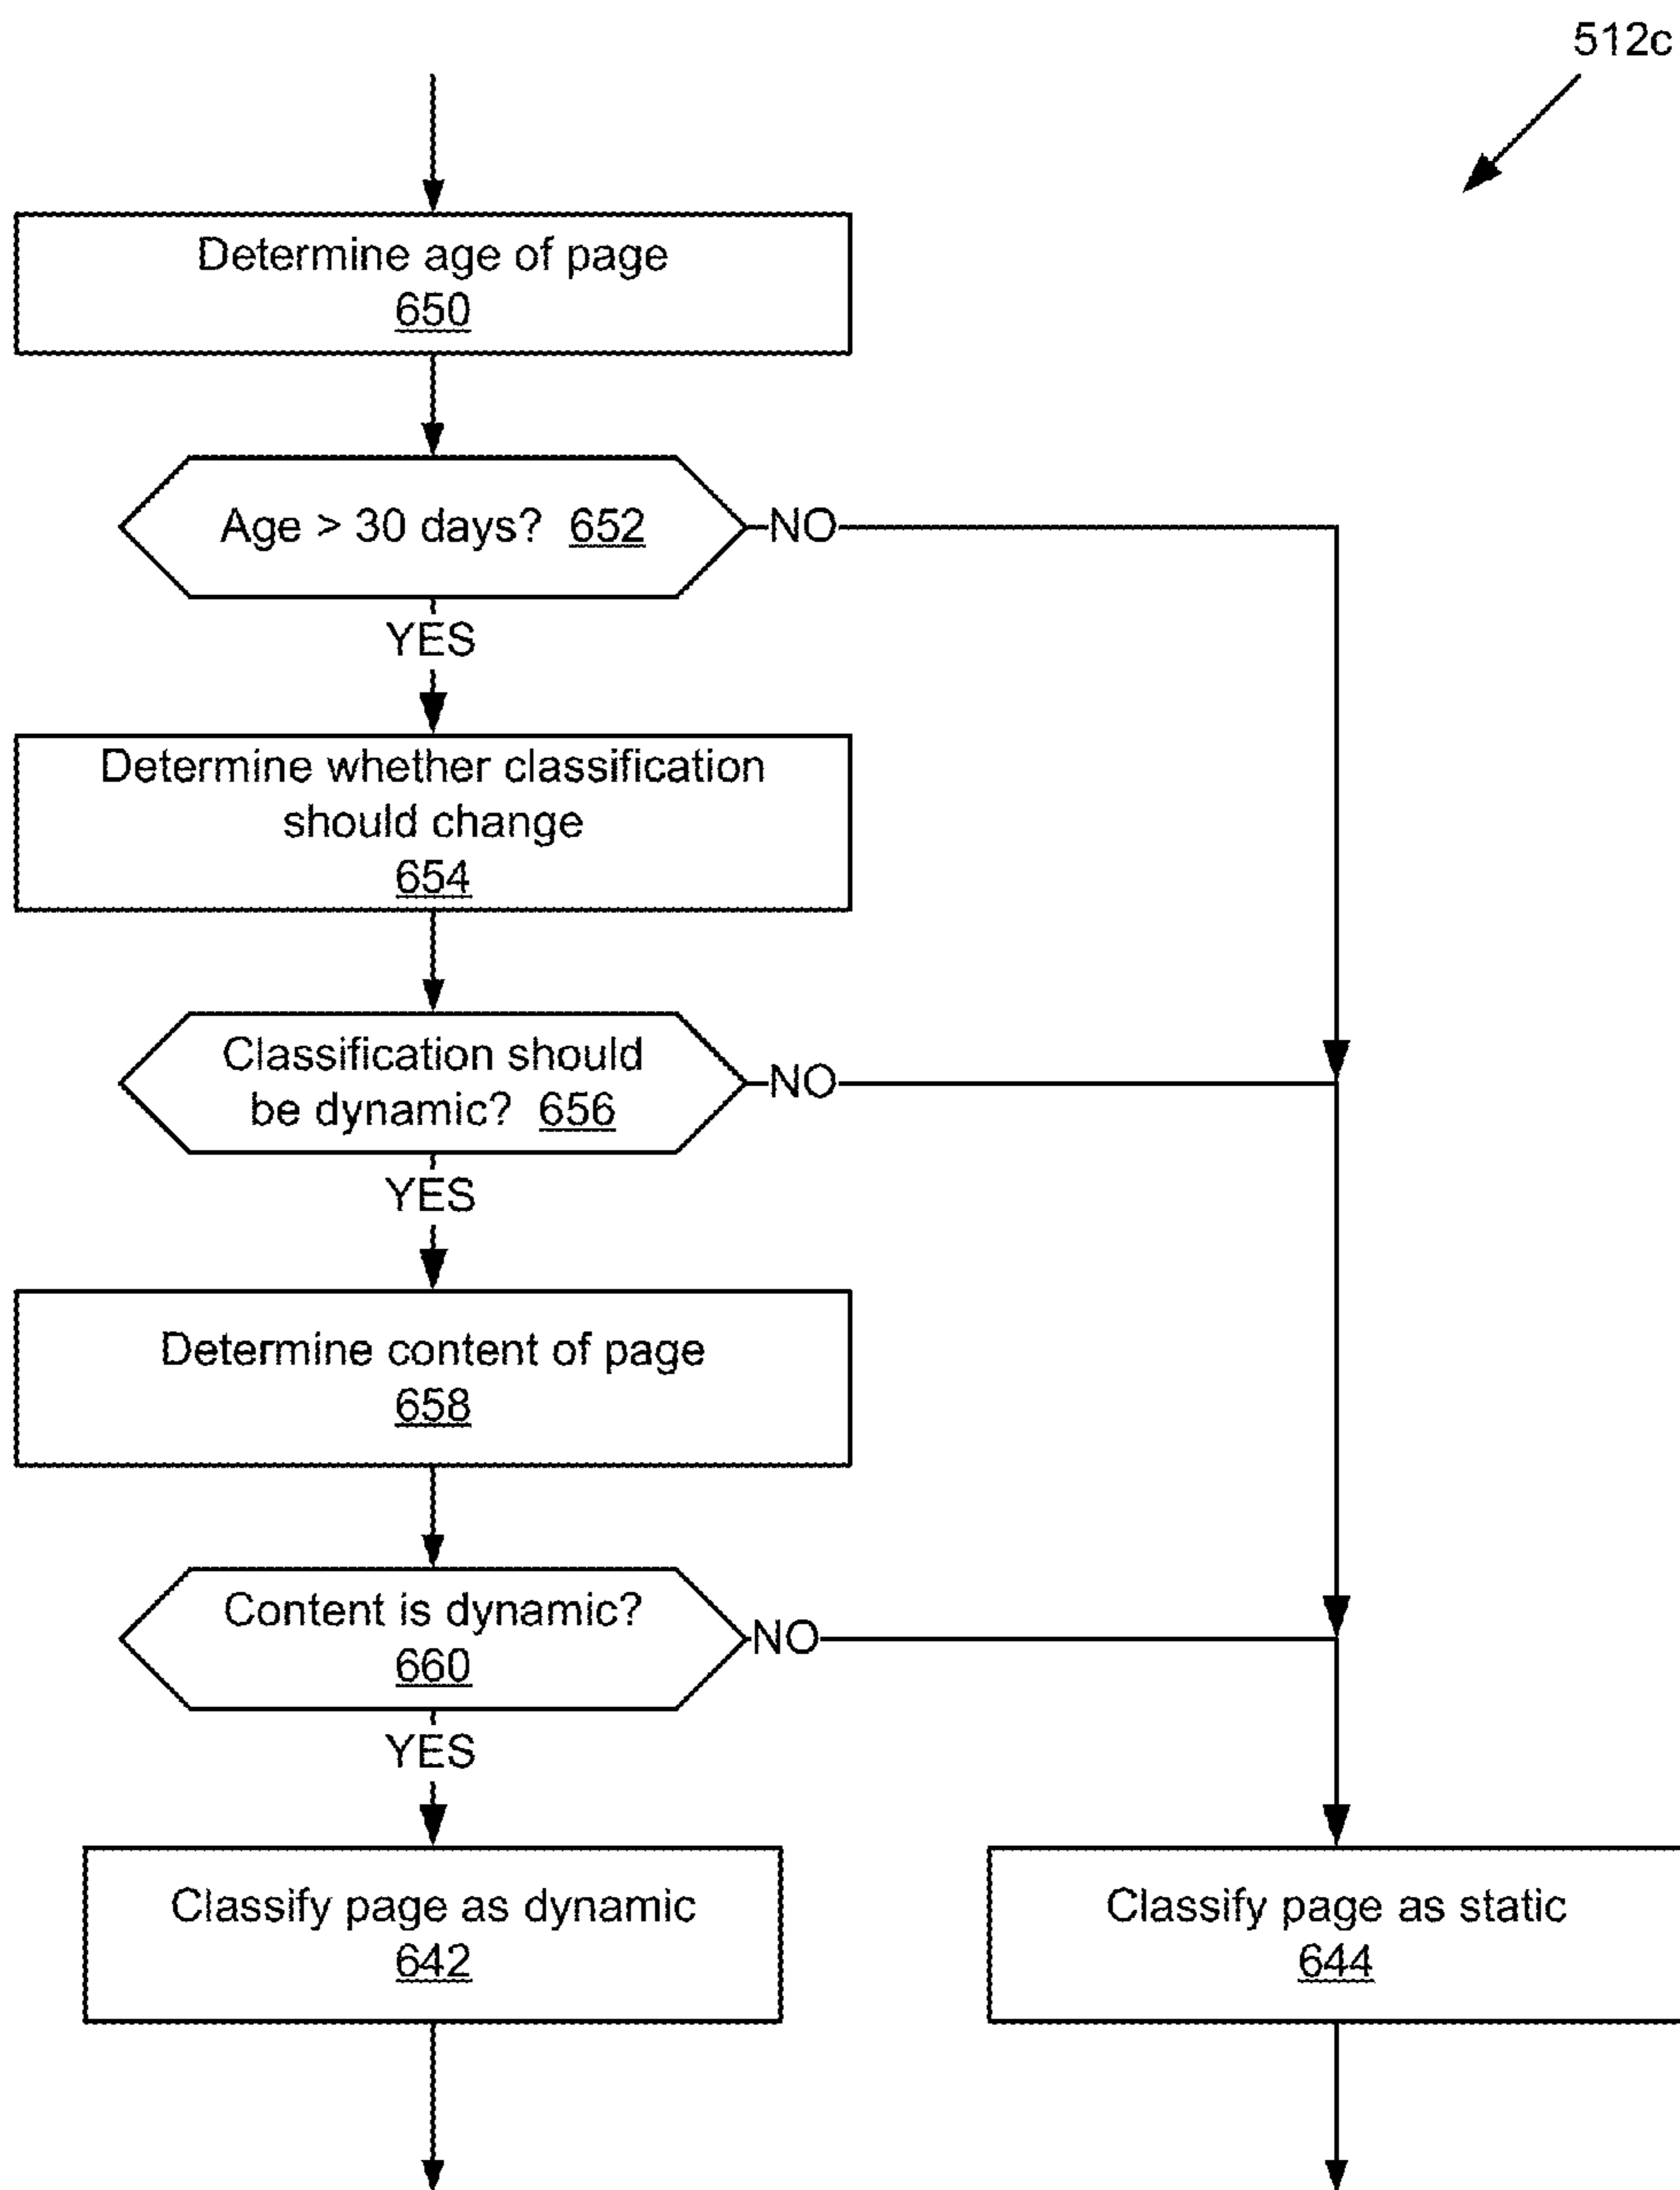 512c
Determine age of page
650
Age > 30 days? 652
NO
YES
Determine whether classification
should change
654
Classification should
be dynamic? 656
NO
YES
Determine content of page
658
Content is dynamic?
660
NO
YES
Classify page as dynamic
642
Classify page as static
644